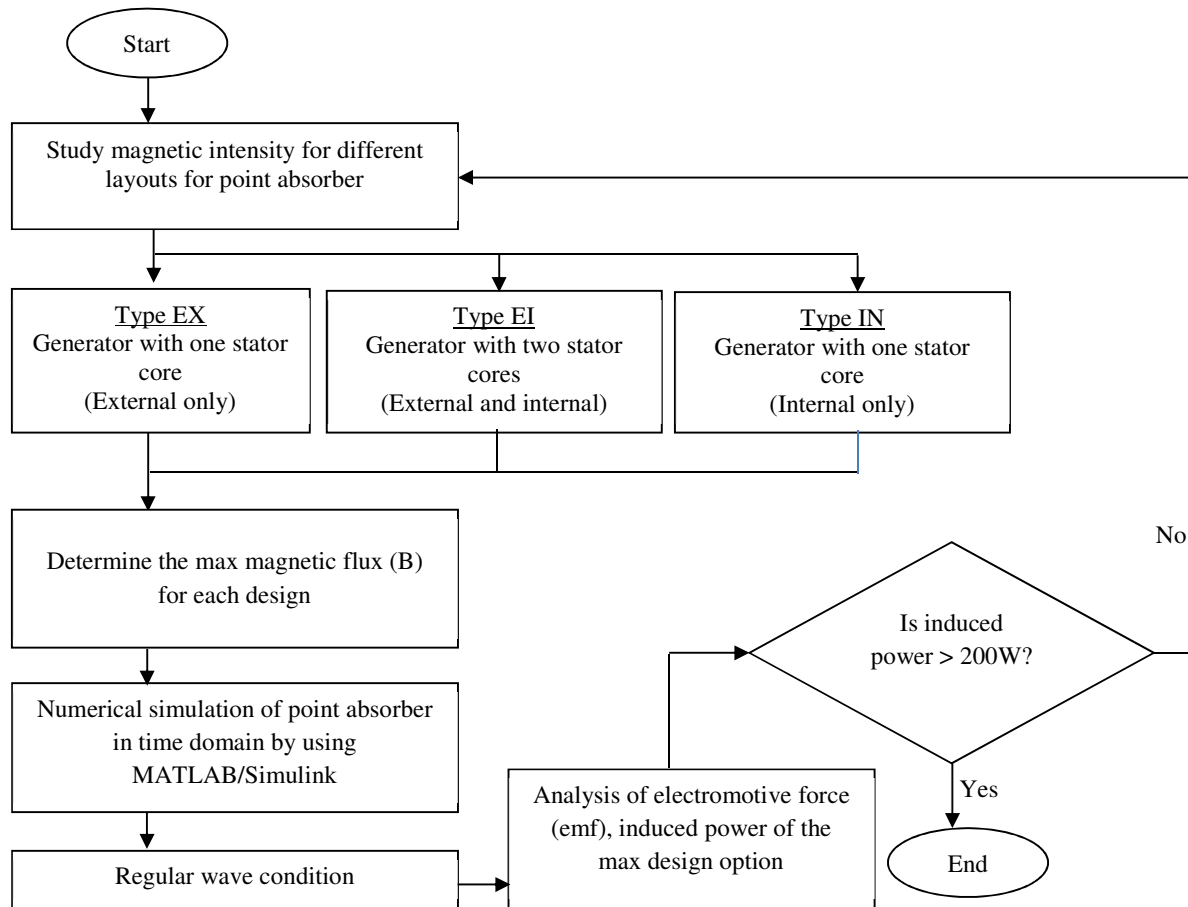 Start
Study magnetic intensity for different
layouts for point absorber
Type EX
Generator with one stator
core
(External only)
Type EI
Generator with two stator
cores
(External and internal)
Type IN
Generator with one stator
core
(Internal only)
Determine the max magnetic flux (B)
for each design
Numerical simulation of point absorber
in time domain by using
MATLAB/Simulink
Regular wave condition
Analysis of electromotive force
(emf), induced power of the
max design option
Is induced
power > 200W?
No
Yes
End